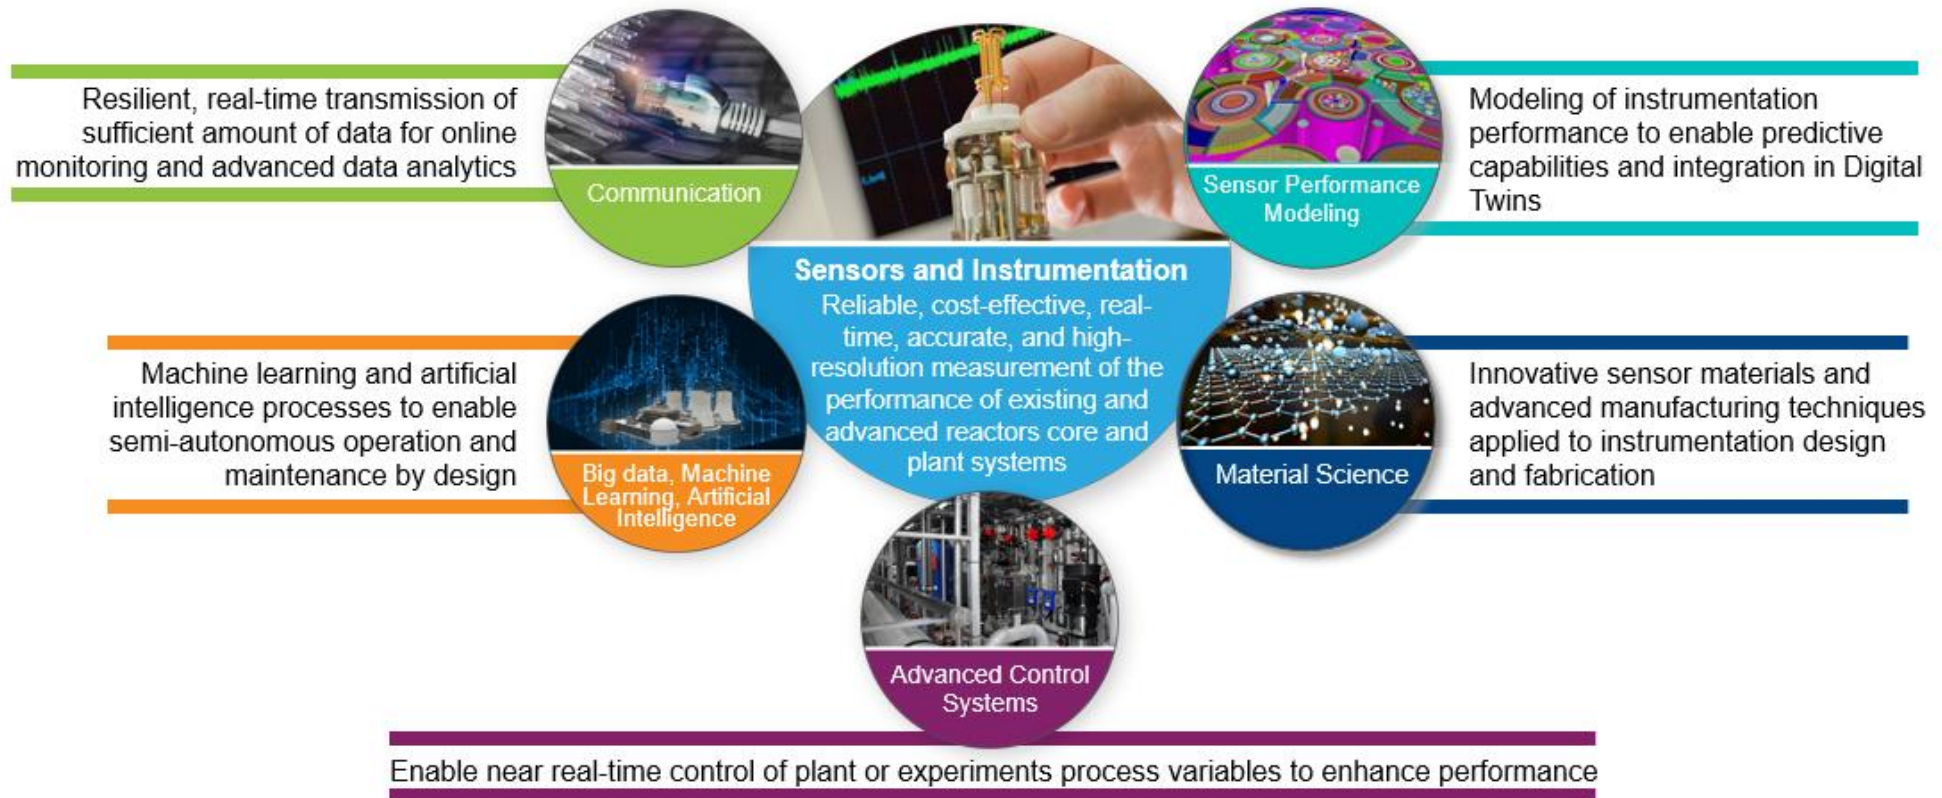 Resilient, real-time transmission of
sufficient amount of data for online
monitoring and advanced data analytics
Communication
Sensor Performance
Modeling
Modeling of instrumentation
performance to enable predictive
capabilities and integration in Digital
Twins
Sensors and Instrumentation
Reliable, cost-effective, real-
time, accurate, and high-
resolution measurement of the
performance of existing and
advanced reactors core and
plant systems
Machine learning and artificial
intelligence processes to enable
semi-autonomous operation and
maintenance by design
Big data, Machine
Learning, Artificial
Intelligence
Material Science
Innovative sensor materials and
advanced manufacturing techniques
applied to instrumentation design
and fabrication
Advanced Control
Systems
Enable near real-time control of plant or experiments process variables to enhance performance